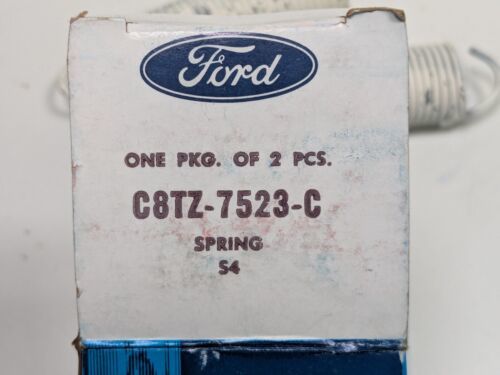 Ford
ONE PKG. OF 2 PCS.
C8TZ-7523-C
SPRING
S4